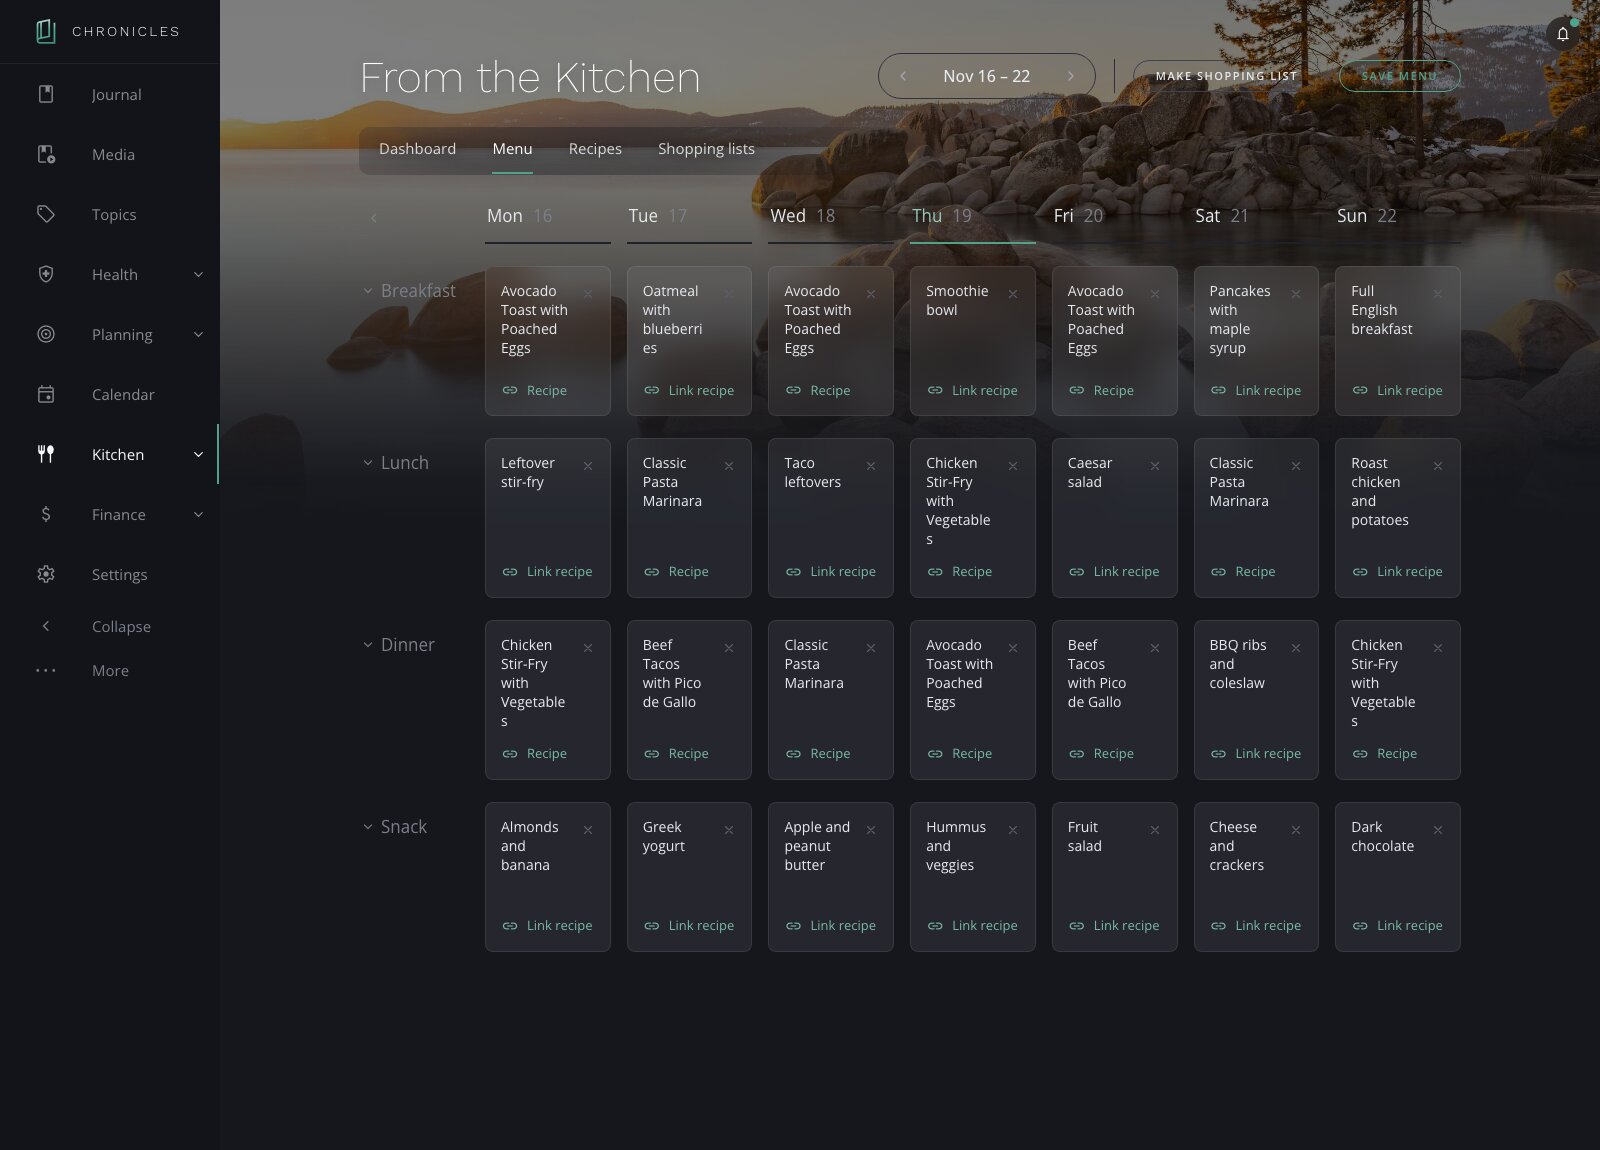 CHRONICLES
Journal
Media
Topics
Health
Planning
Calendar
Kitchen
Finance
Settings
Collapse
More
From the Kitchen
Nov 16 – 22
MAKE SHOPPING LIST
SAVE MENU
Dashboard Menu Recipes Shopping lists
Mon 16 Tue 17 Wed 18 Thu 19 Fri 20 Sat 21 Sun 22
Breakfast
Avocado
Toast with
Poached
Eggs
Recipe
Oatmeal
with
blueberri
es
Link recipe
Avocado
Toast with
Poached
Eggs
Recipe
Smoothie
bowl
Link recipe
Avocado
Toast with
Poached
Eggs
Recipe
Pancakes
with
maple
syrup
Link recipe
Full
English
breakfast
Link recipe
Lunch
Leftover
stir-fry
Link recipe
Classic
Pasta
Marinara
Recipe
Taco
leftovers
Link recipe
Chicken
Stir-Fry
with
Vegetable
s
Recipe
Caesar
salad
Link recipe
Classic
Pasta
Marinara
Recipe
Roast
chicken
and
potatoes
Link recipe
Dinner
Chicken
Stir-Fry
with
Vegetable
s
Recipe
Beef
Tacos
with Pico
de Gallo
Recipe
Classic
Pasta
Marinara
Recipe
Avocado
Toast with
Poached
Eggs
Recipe
Beef
Tacos
with Pico
de Gallo
Recipe
BBQ ribs
and
coleslaw
Link recipe
Chicken
Stir-Fry
with
Vegetable
s
Recipe
Snack
Almonds
and
banana
Link recipe
Greek
yogurt
Link recipe
Apple and
peanut
butter
Link recipe
Hummus
and
veggies
Link recipe
Fruit
salad
Link recipe
Cheese
and
crackers
Link recipe
Dark
chocolate
Link recipe